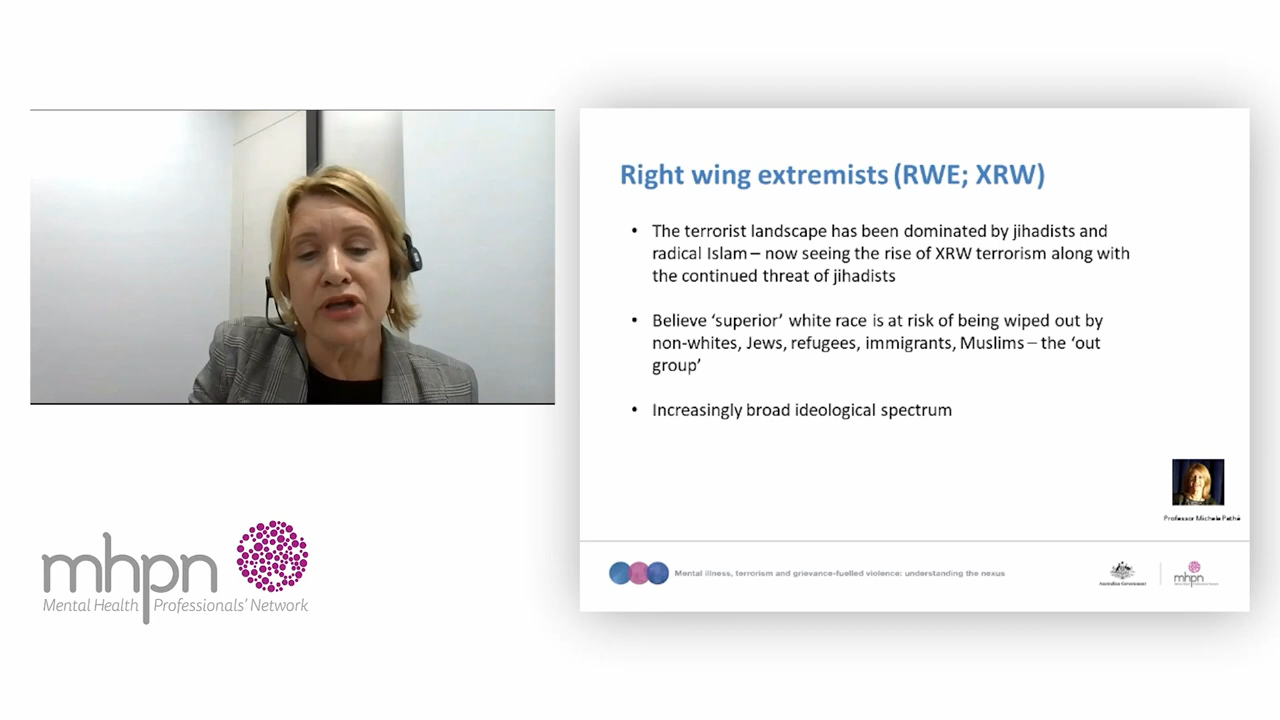 Right wing extremists (RWE; XRW)
• The terrorist landscape has been dominated by jihadists and
radical Islam – now seeing the rise of XRW terrorism along with
the continued threat of jihadists
• Believe ‘superior’ white race is at risk of being wiped out by
non-whites, Jews, refugees, immigrants, Muslims – the ‘out
group’
• Increasingly broad ideological spectrum
Professor Michele Pathé
Mental illness, terrorism and grievance-fuelled violence: understanding the nexus
Australian Government
mhpn
mhpn
Mental Health Professionals’ Network